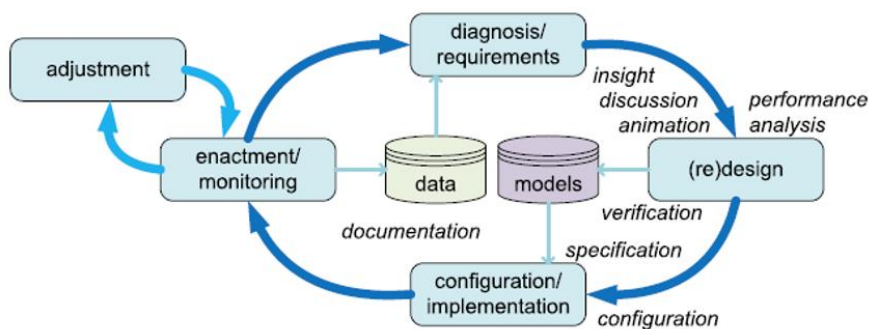 diagnosis/
requirements
adjustment
insight
discussion
animation
performance
analysis
enactment/
monitoring
data
models
(re)design
verification
documentation
specification
configuration/
implementation
configuration